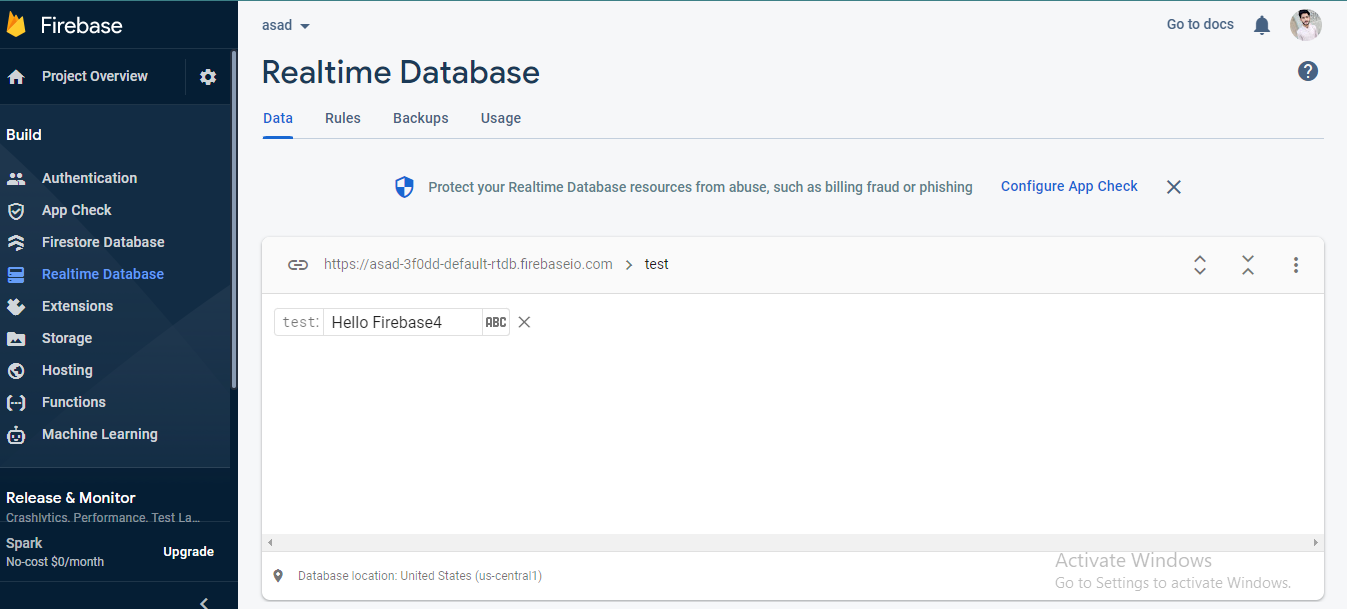 Firebase
asad
Go to docs
Project Overview
Realtime Database
Data Rules Backups Usage
Build
Authentication
App Check
Firestore Database
Realtime Database
Extensions
Storage
Hosting
Functions
Machine Learning
Release & Monitor
Crashlytics, Performance, Test La...
Spark
No-cost $0/month
Upgrade
Protect your Realtime Database resources from abuse, such as billing fraud or phishing Configure App Check
https://asad-3f0dd-default-rtdb.firebaseio.com > test
test: Hello Firebase4 ABC
Database location: United States (us-central1)
Activate Windows
Go to Settings to activate Windows.